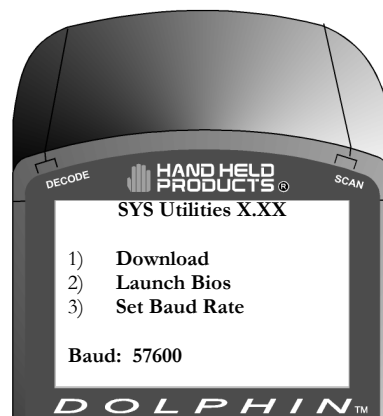 DECODE
SCAN
HAND HELD
PRODUCTS ®
SYS Utilities X.XX
1) Download
2) Launch Bios
3) Set Baud Rate
Baud: 57600
DOLPHIN™